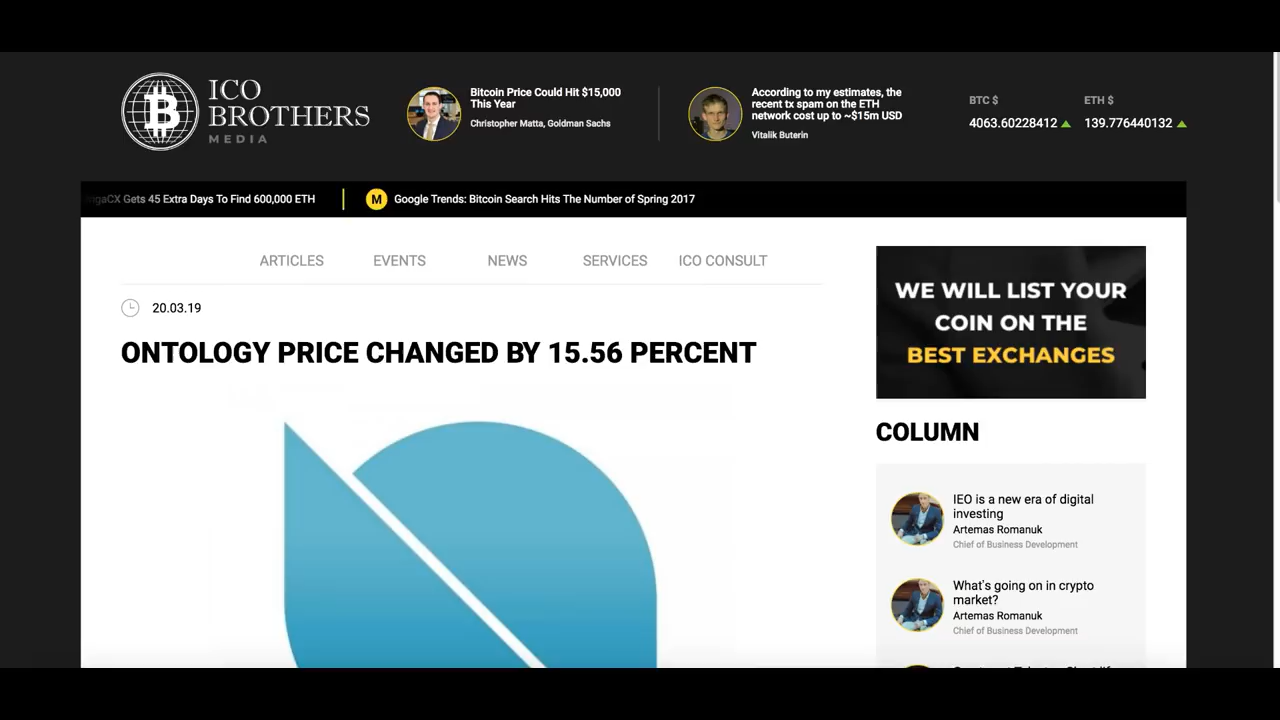 ICO
BROTHERS
MEDIA
Bitcoin Price Could Hit $15,000
This Year
Christopher Matta, Goldman Sachs
According to my estimates, the
recent tx spam on the ETH
network cost up to ~$15m USD
Vitalik Buterin
BTC $
4063.60228412
ETH $
139.776440132
Gets 45 Extra Days To Find 600,000 ETH
M Google Trends: Bitcoin Search Hits The Number of Spring 2017
ARTICLES EVENTS NEWS SERVICES ICO CONSULT
20.03.19
ONTOLOGY PRICE CHANGED BY 15.56 PERCENT
WE WILL LIST YOUR
COIN ON THE
BEST EXCHANGES
COLUMN
IEO is a new era of digital
investing
Artemas Romanuk
Chief of Business Development
What's going on in crypto
market?
Artemas Romanuk
Chief of Business Development